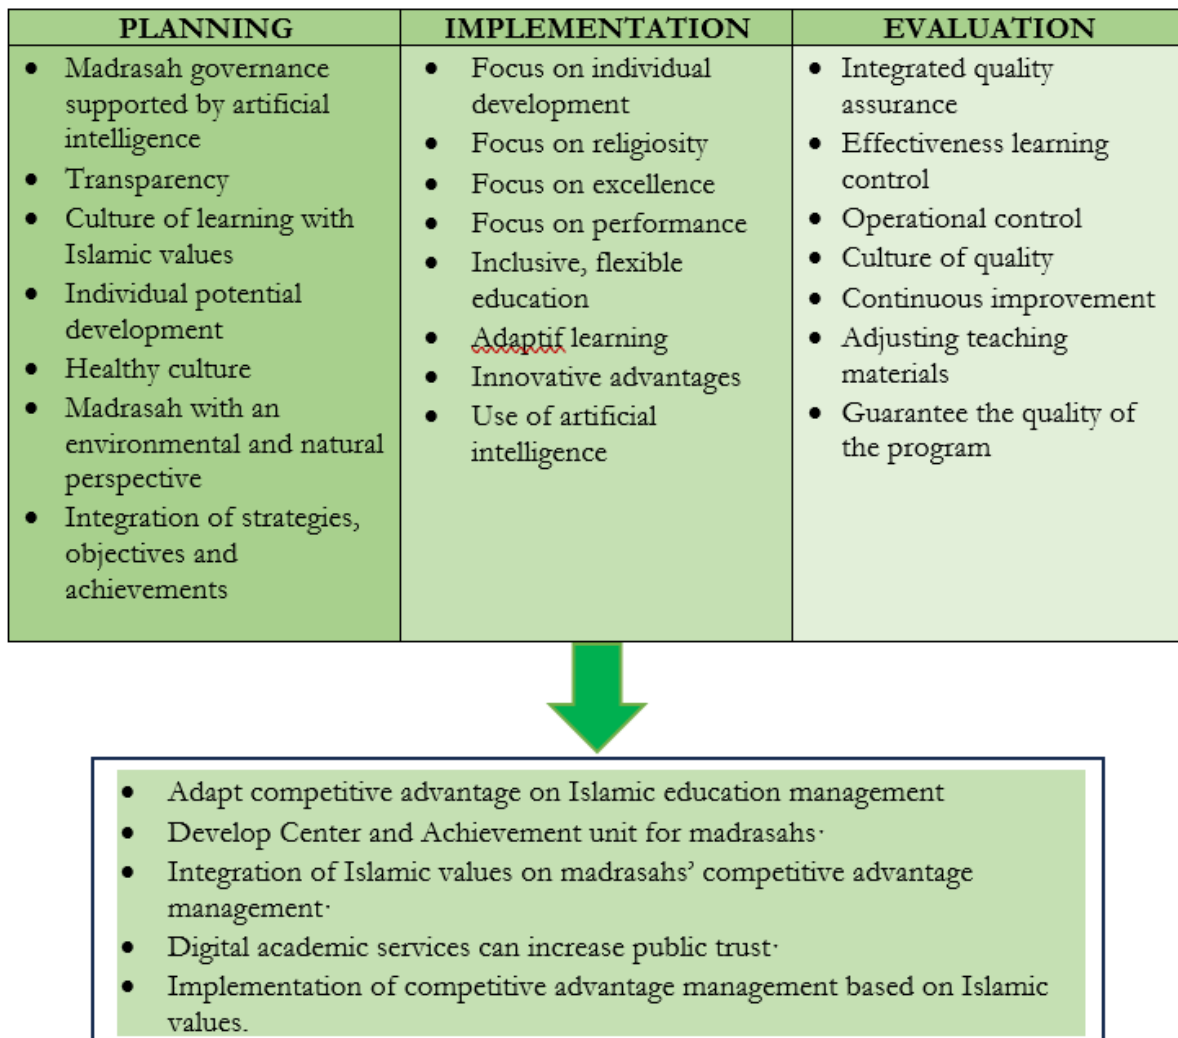 PLANNING
• Madrasah governance
supported by artificial
intelligence
• Transparency
• Culture of learning with
Islamic values
• Individual potential
development
• Healthy culture
• Madrasah with an
environmental and natural
perspective
• Integration of strategies,
objectives and
achievements
IMPLEMENTATION
• Focus on individual
development
• Focus on religiosity
• Focus on excellence
• Focus on performance
• Inclusive, flexible
education
• Adaptif learning
• Innovative advantages
• Use of artificial
intelligence
EVALUATION
• Integrated quality
assurance
• Effectiveness learning
control
• Operational control
• Culture of quality
• Continuous improvement
• Adjusting teaching
materials
• Guarantee the quality of
the program
• Adapt competitive advantage on Islamic education management
• Develop Center and Achievement unit for madrasahs·
• Integration of Islamic values on madrasahs’ competitive advantage
management·
• Digital academic services can increase public trust·
• Implementation of competitive advantage management based on Islamic
values.